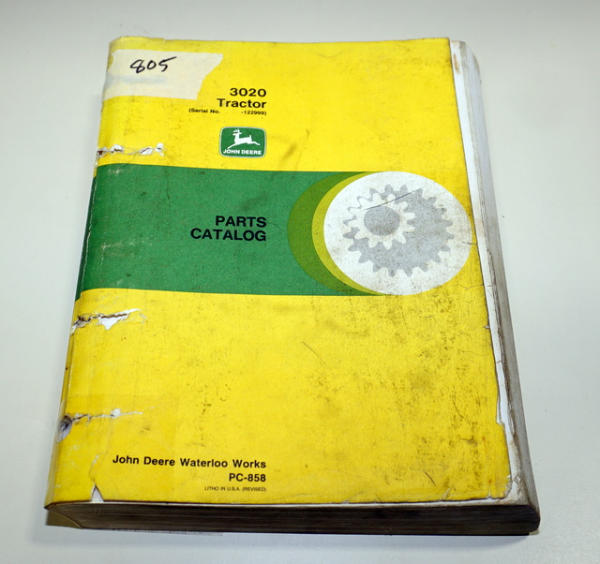 805
3020
Tractor
(Serial No. -122999)
JOHN DEERE
PARTS
CATALOG
John Deere Waterloo Works
PC-858
LITHO IN U.S.A. (REVISED)